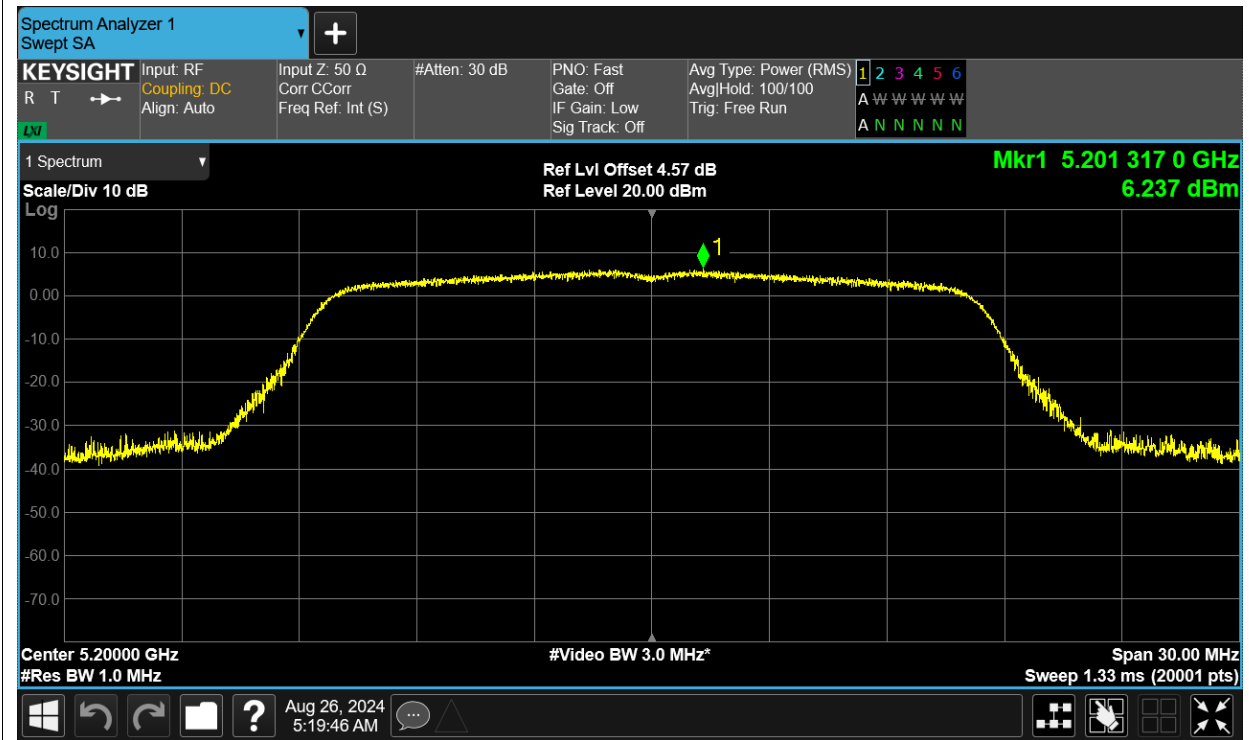 Spectrum Analyzer 1
Swept SA
+
KEYSIGHT
R T
LXI
Input: RF
Coupling: DC
Align: Auto
Input Z: 50 Ω
Corr CCorr
Freq Ref: Int (S)
#Atten: 30 dB
PNO: Fast
Gate: Off
IF Gain: Low
Sig Track: Off
Avg Type: Power (RMS)
Avg|Hold: 100/100
Trig: Free Run
1 2 3 4 5 6
A W W W W W
A N N N N N
1 Spectrum
Scale/Div 10 dB
Ref Lvl Offset 4.57 dB
Ref Level 20.00 dBm
Mkr1 5.201 317 0 GHz
6.237 dBm
Log
10.0
0.00
-10.0
-20.0
-30.0
-40.0
-50.0
-60.0
-70.0
1
Center 5.20000 GHz
#Res BW 1.0 MHz
#Video BW 3.0 MHz*
Span 30.00 MHz
Sweep 1.33 ms (20001 pts)
?
Aug 26, 2024
5:19:46 AM